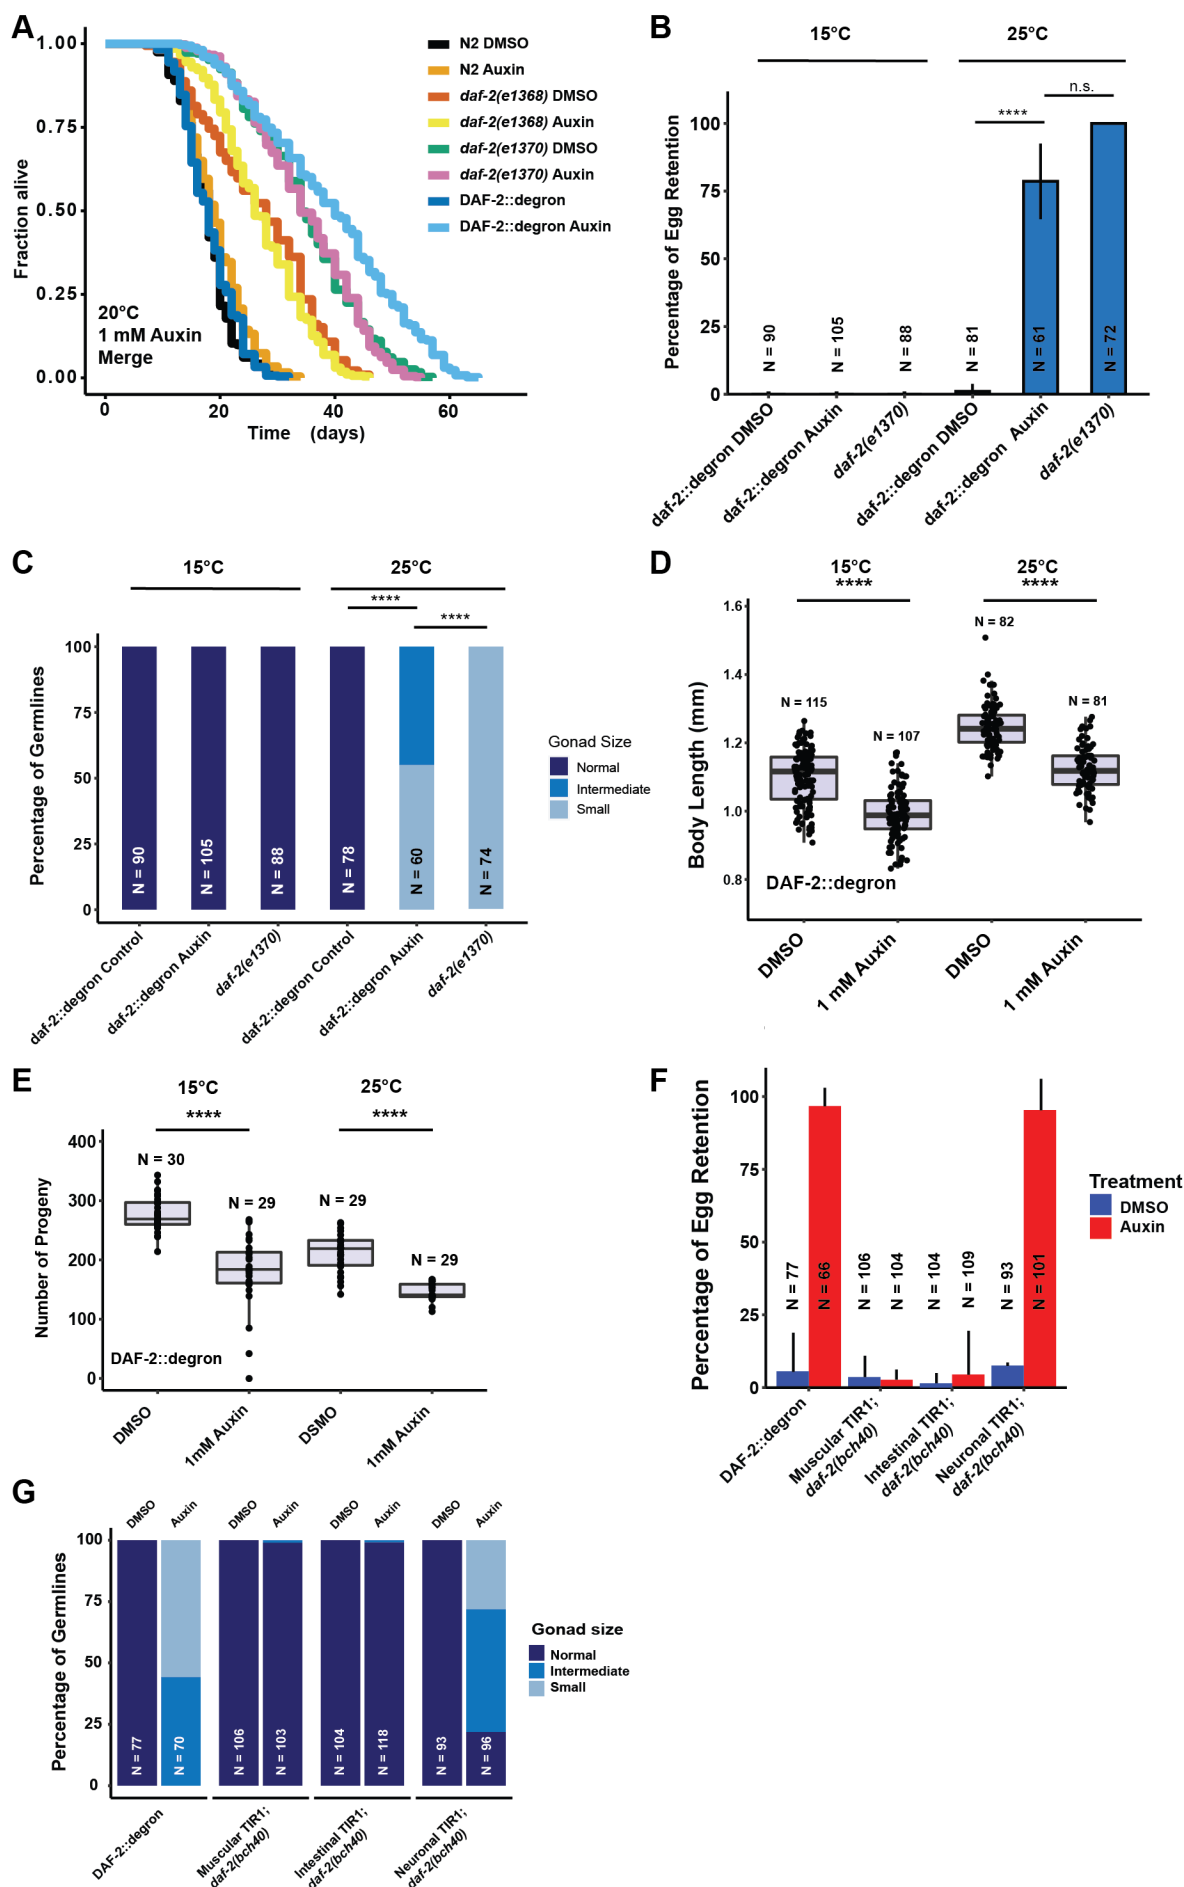 A
1.00
0.75
0.50
0.25
0.00
Fraction alive
20°C
1 mM Auxin
Merge
0
20
40
60
Time (days)
N2 DMSO
N2 Auxin
daf-2(e1368) DMSO
daf-2(e1368) Auxin
daf-2(e1370) DMSO
daf-2(e1370) Auxin
DAF-2::degron
DAF-2::degron Auxin
B
15°C
25°C
n.s.
****
Percentage of Egg Retention
100
75
50
25
0
N = 90
N = 105
N = 88
N = 81
N = 61
N = 72
daf-2::degron DMSO
daf-2::degron Auxin
daf-2(e1370)
daf-2::degron DMSO
daf-2::degron Auxin
daf-2(e1370)
C
15°C
25°C
****
****
Percentage of Germlines
100
75
50
25
0
N = 90
N = 105
N = 88
N = 78
N = 60
N = 74
daf-2::degron Control
daf-2::degron Auxin
daf-2(e1370)
daf-2::degron Control
daf-2::degron Auxin
daf-2(e1370)
Gonad Size
Normal
Intermediate
Small
D
15°C
25°C
****
****
Body Length (mm)
1.6
1.4
1.2
1.0
0.8
N = 115
N = 107
N = 82
N = 81
DAF-2::degron
DMSO
1 mM Auxin
DMSO
1 mM Auxin
E
15°C
25°C
****
****
Number of Progeny
400
300
200
100
0
N = 30
N = 29
N = 29
N = 29
DAF-2::degron
DMSO
1mM Auxin
DSMO
1mM Auxin
F
Percentage of Egg Retention
100
75
50
25
0
N = 77
N = 66
N = 106
N = 104
N = 104
N = 109
N = 93
N = 101
DAF-2::degron
Muscular TIR1;
daf-2(bch40)
Intestinal TIR1;
daf-2(bch40)
Neuronal TIR1;
daf-2(bch40)
Treatment
DMSO
Auxin
G
DMSO
Auxin
DMSO
Auxin
DMSO
Auxin
DMSO
Auxin
Percentage of Germlines
100
75
50
25
0
N = 77
N = 70
N = 106
N = 103
N = 104
N = 118
N = 93
N = 96
DAF-2::degron
Muscular TIR1;
daf-2(bch40)
Intestinal TIR1;
daf-2(bch40)
Neuronal TIR1;
daf-2(bch40)
Gonad size
Normal
Intermediate
Small